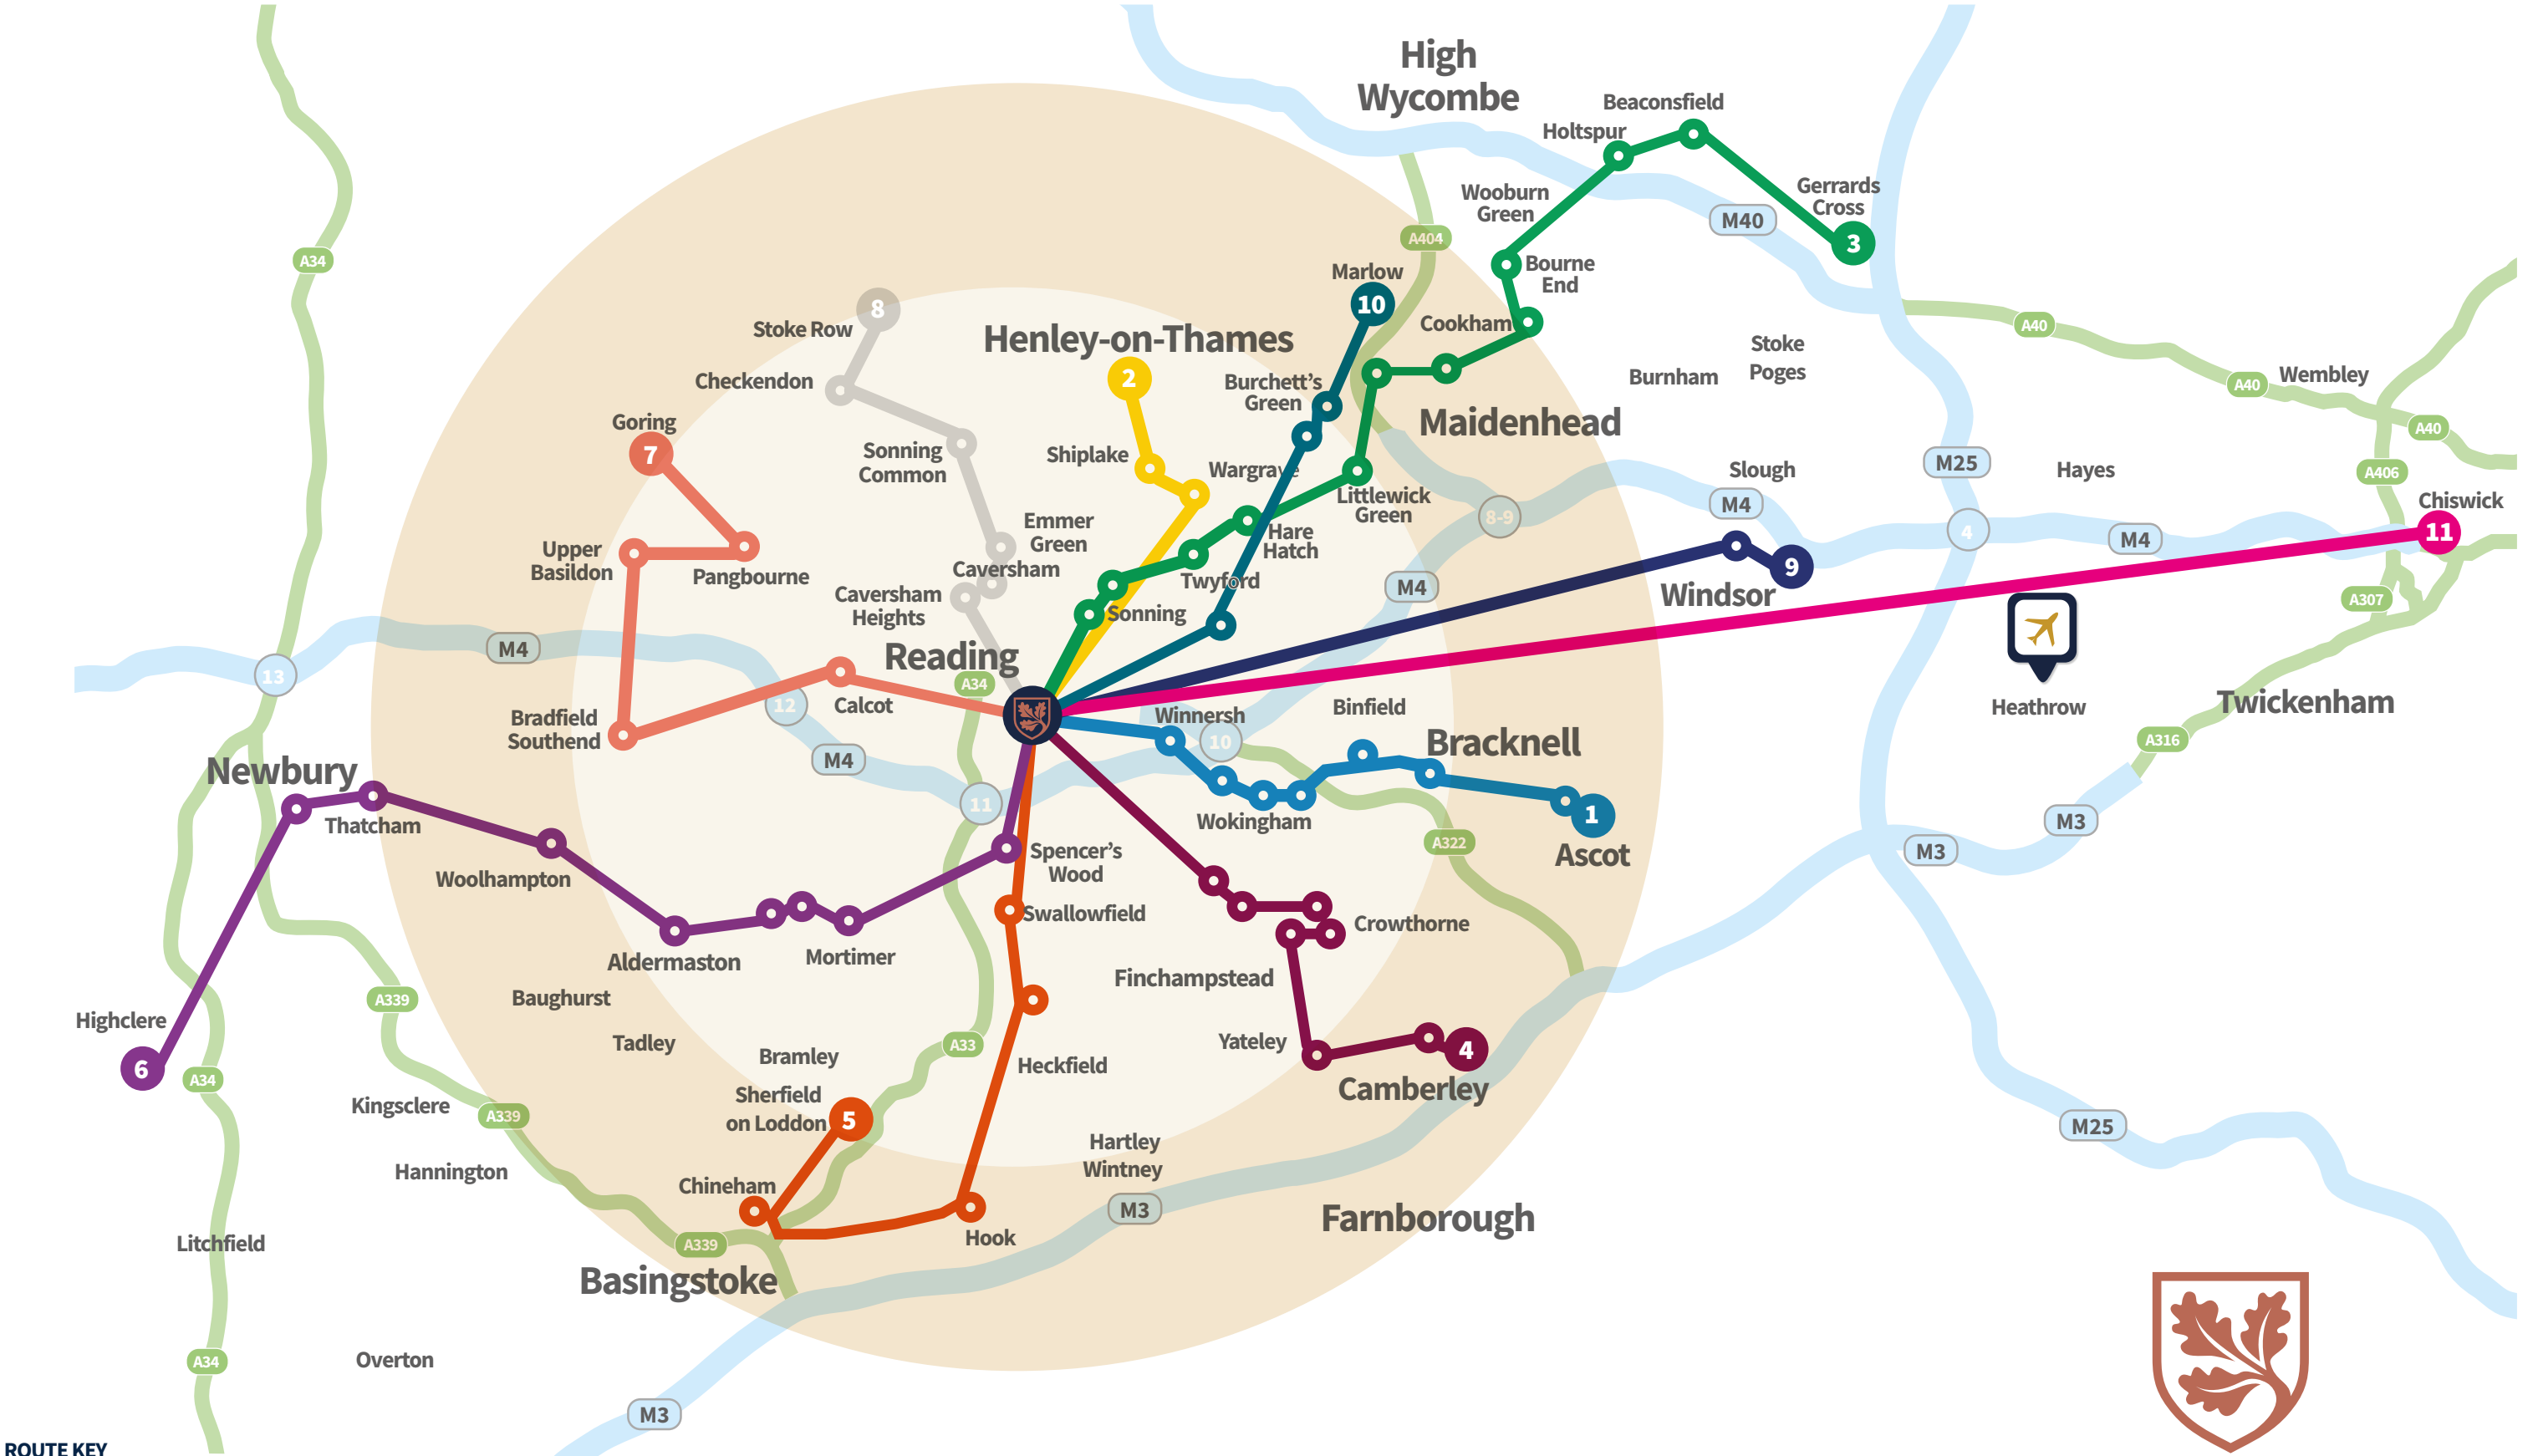 High
Wycombe
Beaconsfield
Holtspur
Gerrards
Cross
Wooburn
Green
M40
3
A404
A34
Bourne
End
Marlow
10
8
Stoke Row
Henley-on-Thames
Cookham
A40
Stoke
Poges
Burnham
Wembley
A40
Checkendon
2
Burchett's
Green
Goring
7
Maidenhead
A40
Sonning
Common
Shiplake
Wargrave
Slough
M25
Hayes
A406
Littlewick
Green
8-9
M4
Chiswick
11
4
M4
Emmer
Green
Hare
Hatch
Upper
Basildon
Pangbourne
Caversham
Twyford
M4
9
Windsor
A307
Caversham
Heights
Sonning
M4
Reading
13
A34
12
Calcot
Winnersh
Binfield
Heathrow
Twickenham
Bradfield
Southend
10
Bracknell
A316
M4
Newbury
11
Thatcham
Wokingham
1
M3
A322
Ascot
M3
Spencer's
Wood
Woolhampton
Swallowfield
Crowthorne
Aldermaston
Mortimer
Finchampstead
Baughurst
A339
Highclere
Tadley
A33
Yateley
4
6
Bramley
Heckfield
A34
Camberley
Sherfield
on Loddon
5
Kingsclere
A339
M25
Hartley
Wintney
Hannington
Chineham
M3
Farnborough
Litchfield
A339
Hook
Basingstoke
A34
Overton
M3
ROUTE KEY